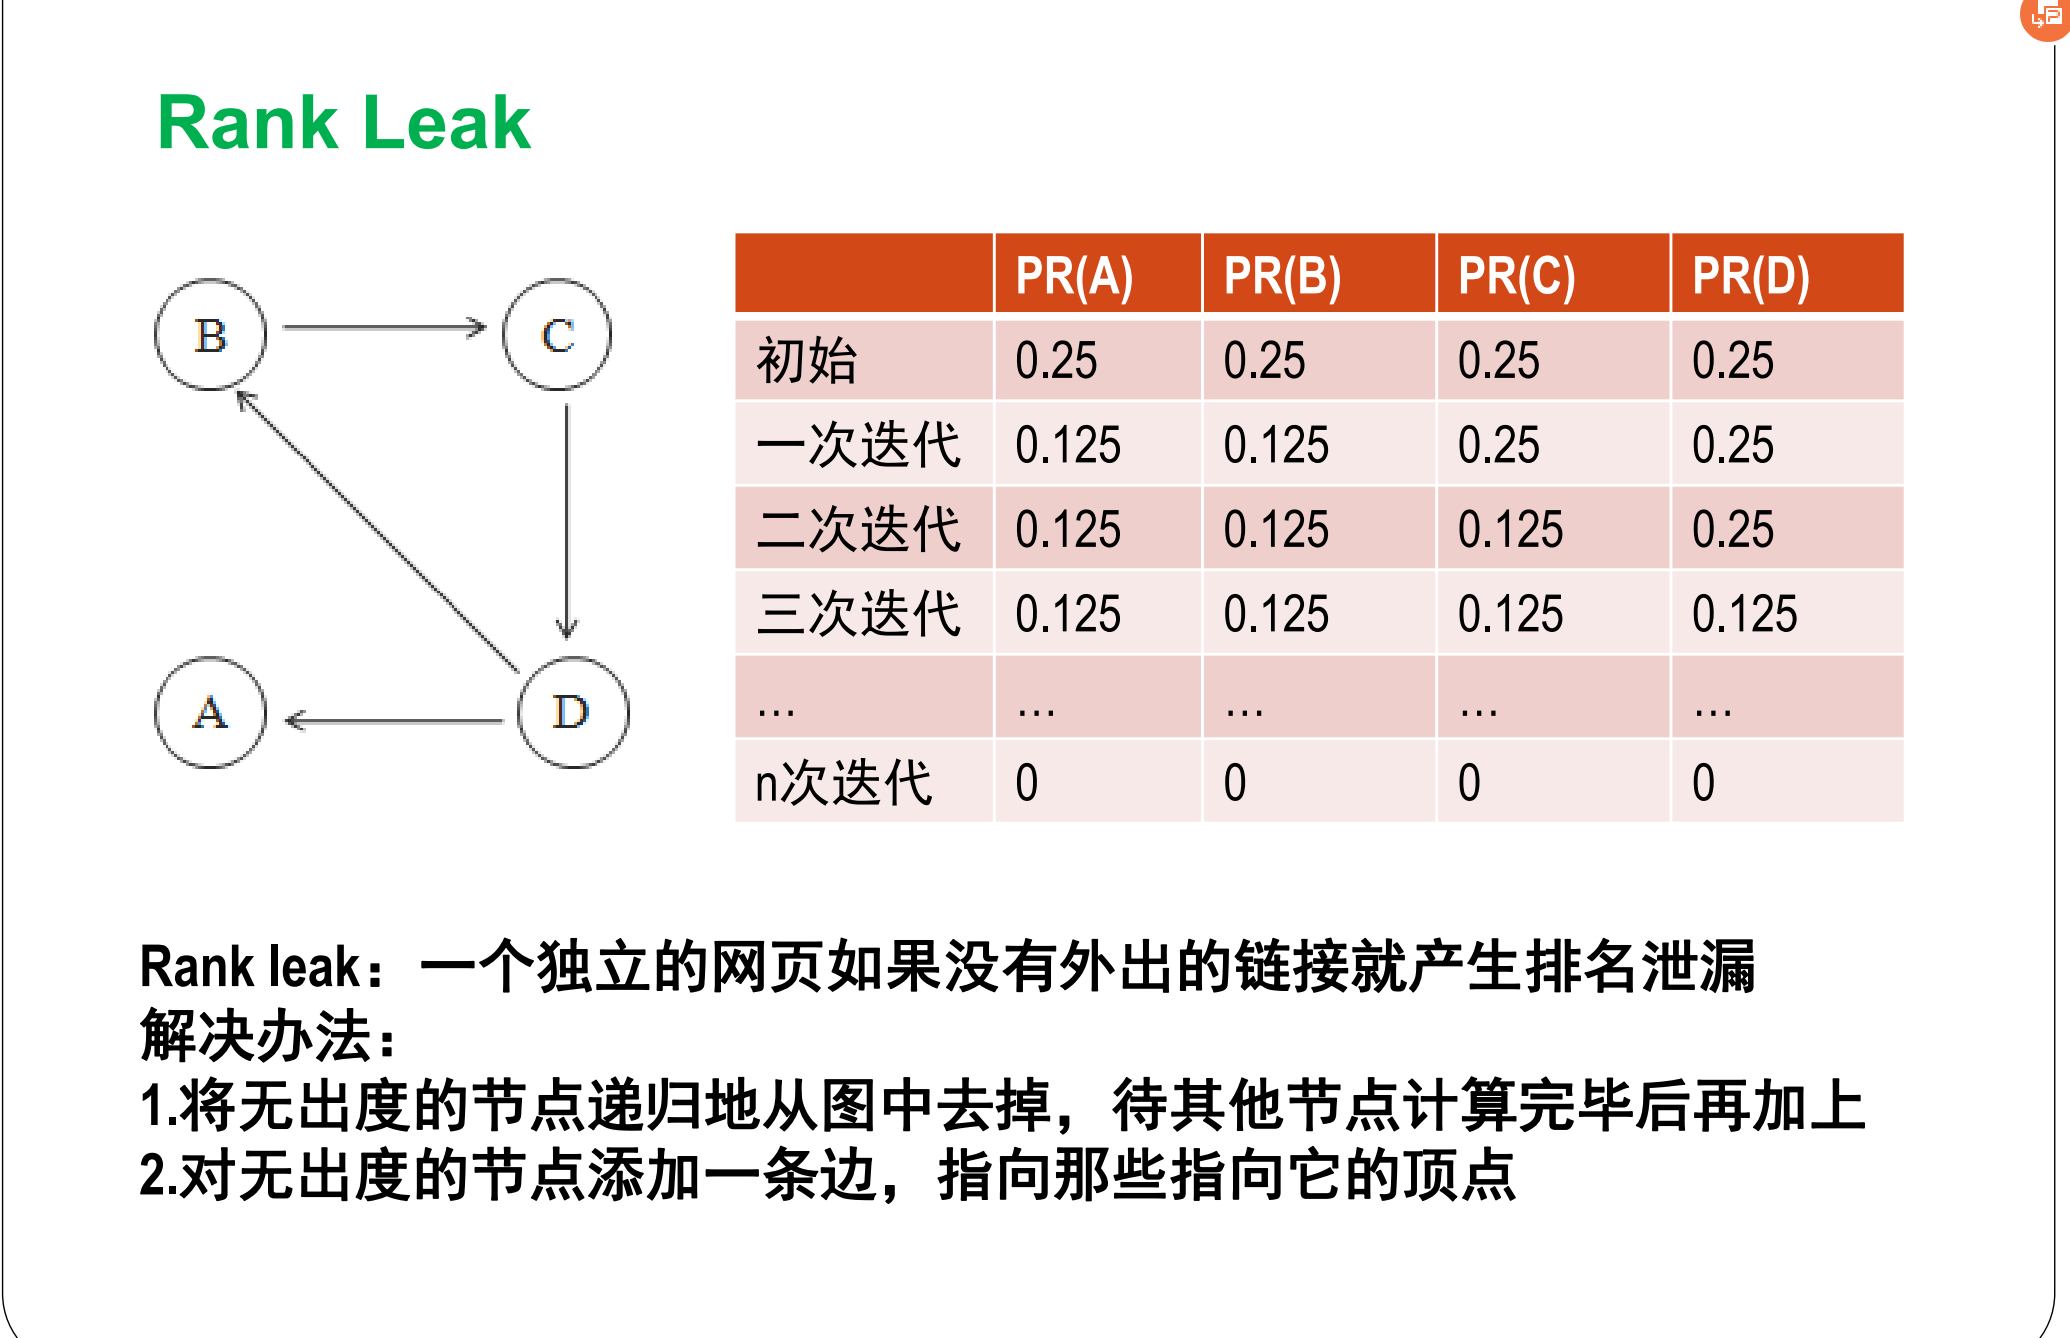 Rank Leak
B
C
A
D
PR(A) PR(B) PR(C) PR(D)
初始 0.25 0.25 0.25 0.25
一次迭代 0.125 0.125 0.25 0.25
二次迭代 0.125 0.125 0.125 0.25
三次迭代 0.125 0.125 0.125 0.125
… … … … …
n次迭代 0 0 0 0
Rank leak：一个独立的网页如果没有外出的链接就产生排名泄漏
解决办法：
1.将无出度的节点递归地从图中去掉，待其他节点计算完毕后再加上
2.对无出度的节点添加一条边，指向那些指向它的顶点